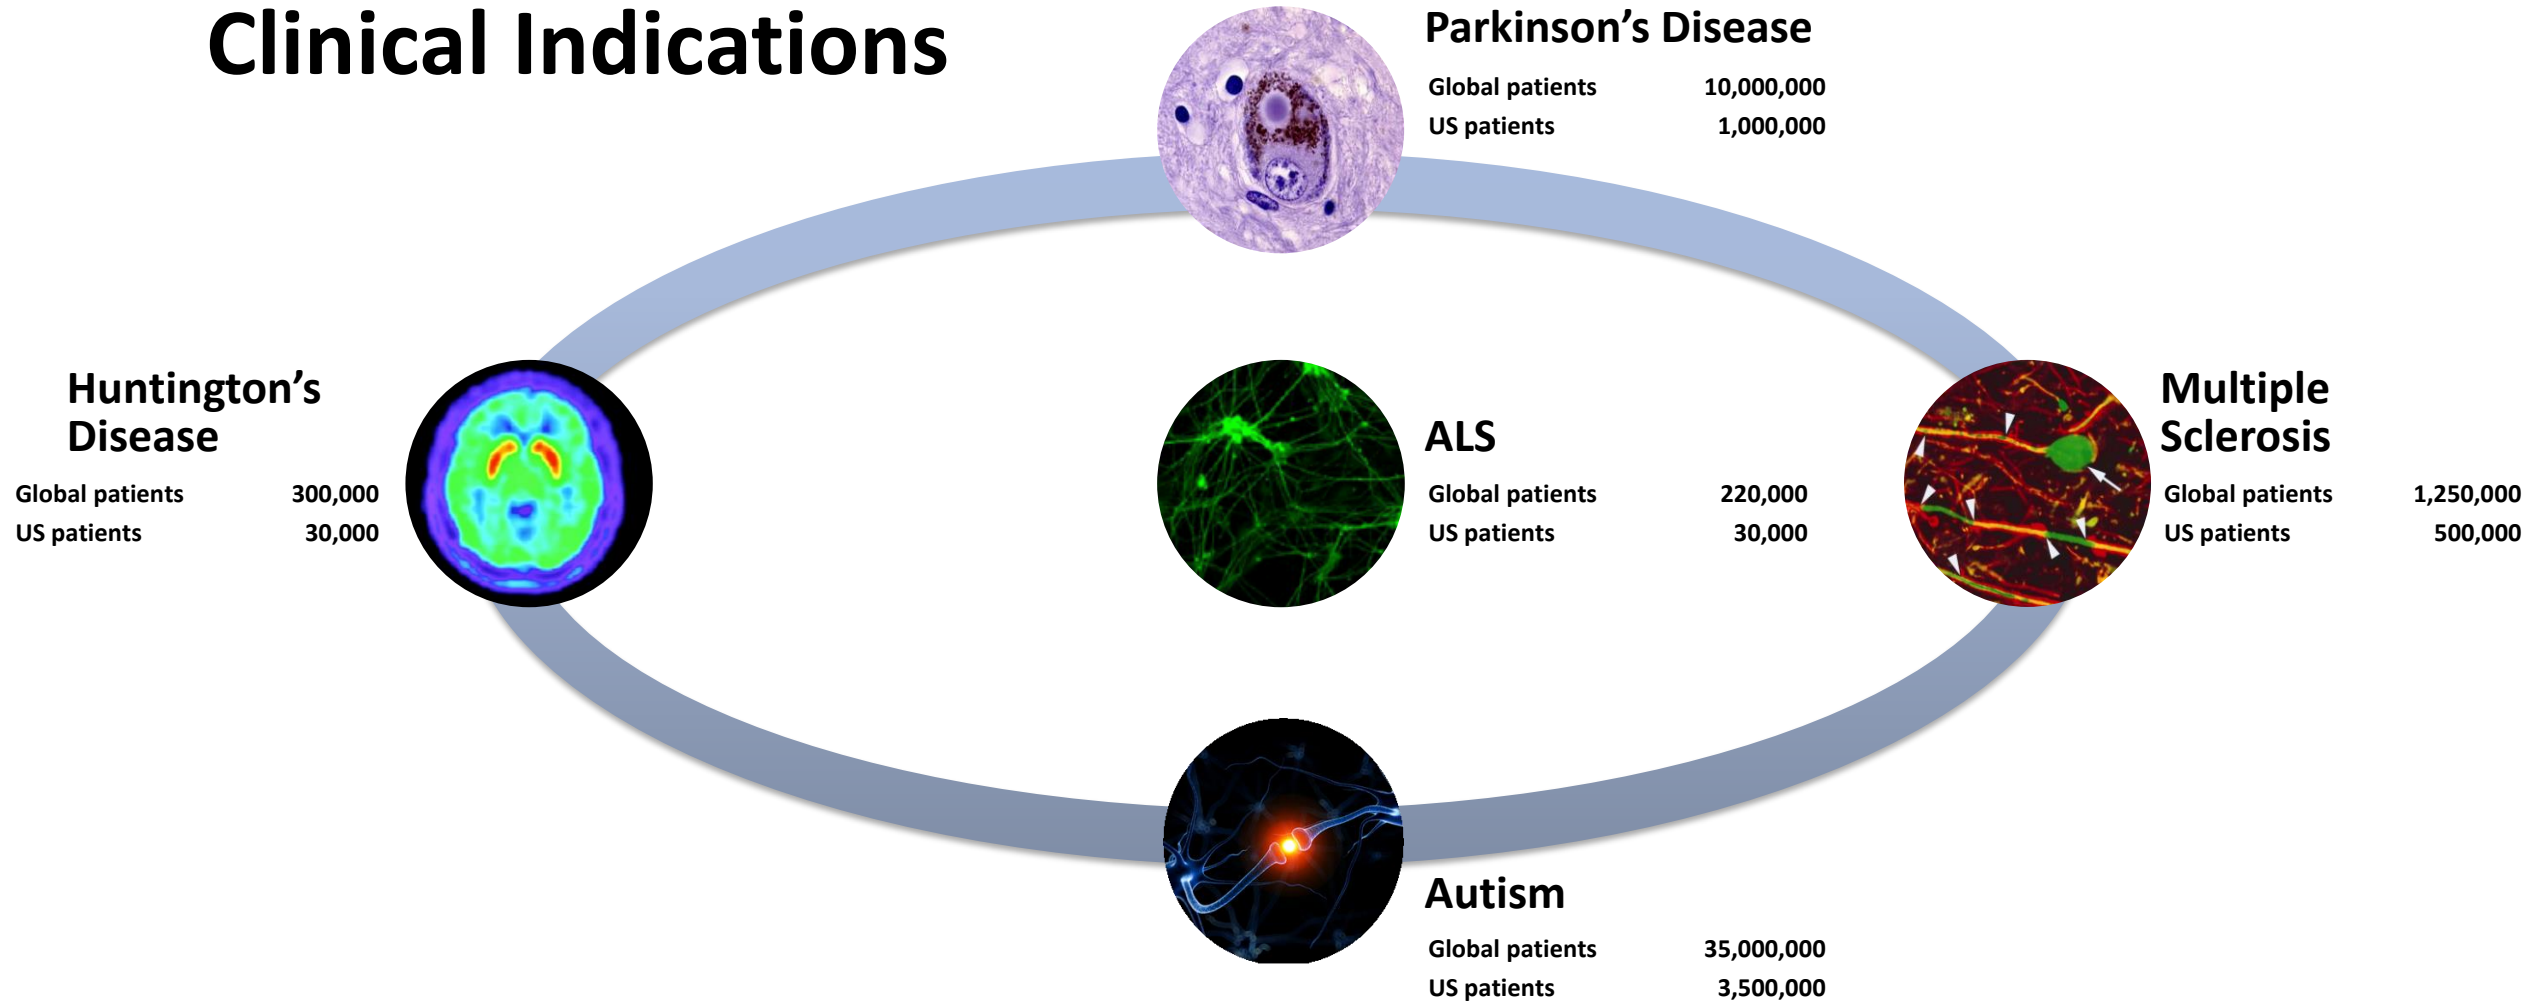 Clinical Indications
Parkinson's Disease
Global patients 10,000,000
US patients 1,000,000
Huntington's
Disease
Global patients 300,000
US patients 30,000
ALS
Global patients 220,000
US patients 30,000
Multiple
Sclerosis
Global patients 1,250,000
US patients 500,000
Autism
Global patients 35,000,000
US patients 3,500,000